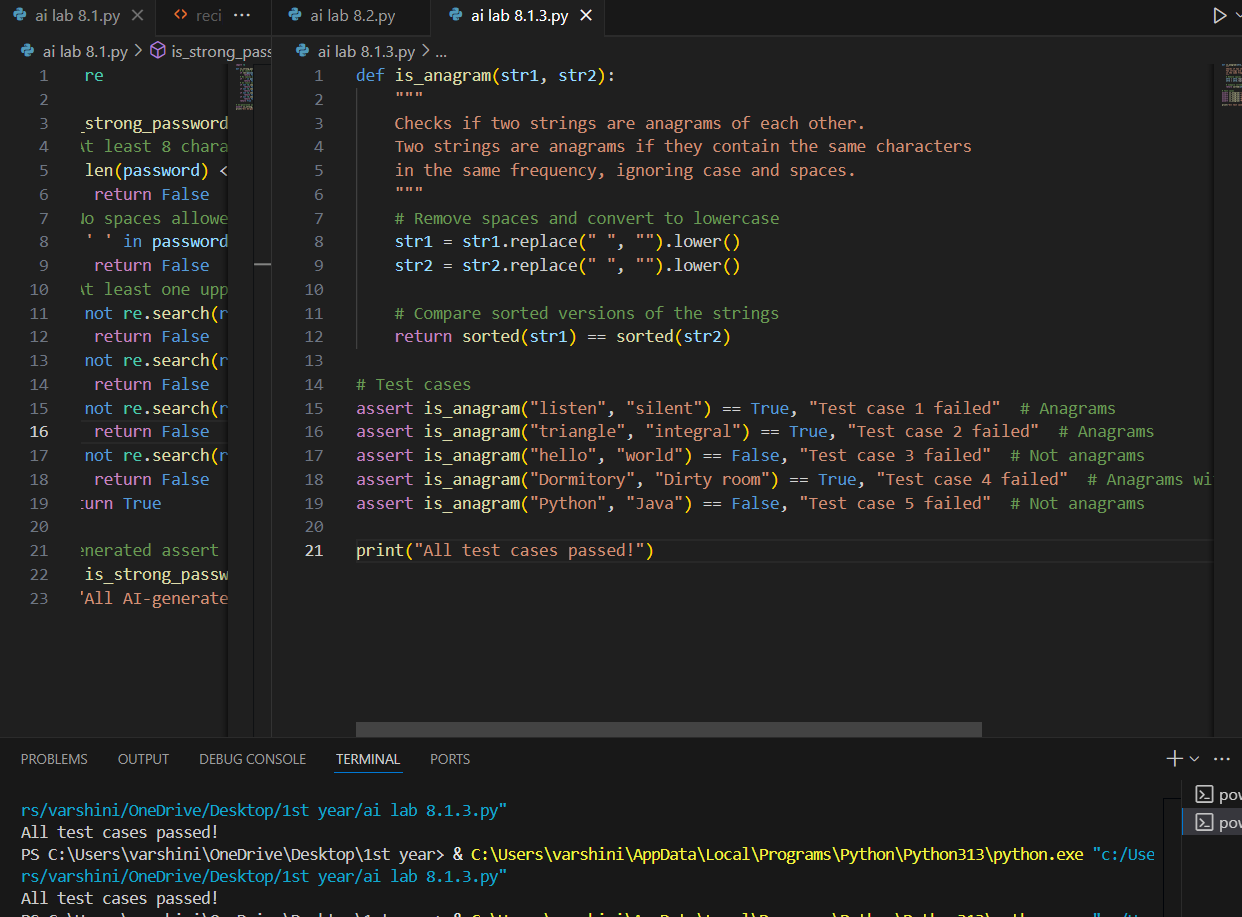 ai lab 8.1.py
reci
ai lab 8.2.py
ai lab 8.1.3.py
ai lab 8.1.py > is_strong_pass
ai lab 8.1.3.py > ...
1 re
2
3 _strong_password
4 At least 8 chara
5 len(password) <
6 return False
7 No spaces allowe
8 ' ' in password
9 return False
10 At least one upp
11 not re.search(r
12 return False
13 not re.search(r
14 return False
15 not re.search(r
16 return False
17 not re.search(r
18 return False
19 turn True
20
21 enerated assert
22 is_strong_passw
23 "All AI-generate
1 def is_anagram(str1, str2):
2 """
3 Checks if two strings are anagrams of each other.
4 Two strings are anagrams if they contain the same characters
5 in the same frequency, ignoring case and spaces.
6 """
7 # Remove spaces and convert to lowercase
8 str1 = str1.replace(" ", "").lower()
9 str2 = str2.replace(" ", "").lower()
10
11 # Compare sorted versions of the strings
12 return sorted(str1) == sorted(str2)
13
14 # Test cases
15 assert is_anagram("listen", "silent") == True, "Test case 1 failed"  # Anagrams
16 assert is_anagram("triangle", "integral") == True, "Test case 2 failed"  # Anagrams
17 assert is_anagram("hello", "world") == False, "Test case 3 failed"  # Not anagrams
18 assert is_anagram("Dormitory", "Dirty room") == True, "Test case 4 failed"  # Anagrams wi
19 assert is_anagram("Python", "Java") == False, "Test case 5 failed"  # Not anagrams
20
21 print("All test cases passed!")
PROBLEMS OUTPUT DEBUG CONSOLE TERMINAL PORTS
rs/varshini/OneDrive/Desktop/1st year/ai lab 8.1.3.py"
All test cases passed!
PS C:\Users\varshini\OneDrive\Desktop\1st year> & C:\Users\varshini\AppData\Local\Programs\Python\Python313\python.exe "c:/Use
rs/varshini/OneDrive/Desktop/1st year/ai lab 8.1.3.py"
All test cases passed!
pow
pow